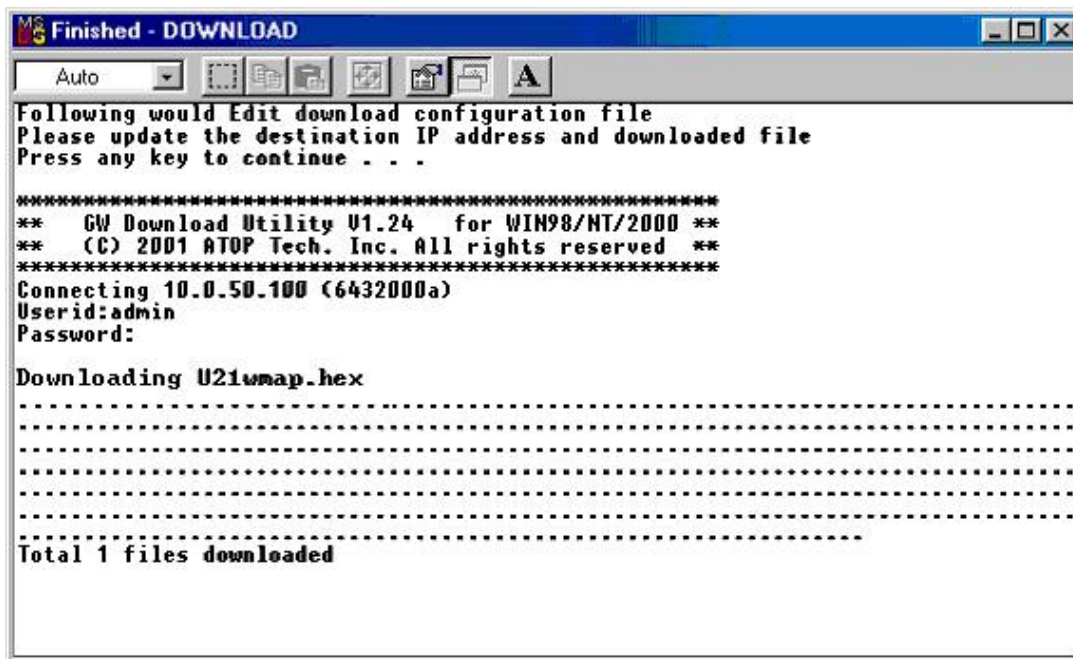 Finished - DOWNLOAD
Auto
A
Following would Edit download configuration file
Please update the destination IP address and downloaded file
Press any key to continue . . .
*****************************************************
**   GW Download Utility V1.24   for WIN98/NT/2000 **
**   (C) 2001 ATOP Tech. Inc. All rights reserved  **
*****************************************************
Connecting 10.0.50.100 (6432000a)
Userid:admin
Password:
Downloading U21wmap.hex
Total 1 files downloaded